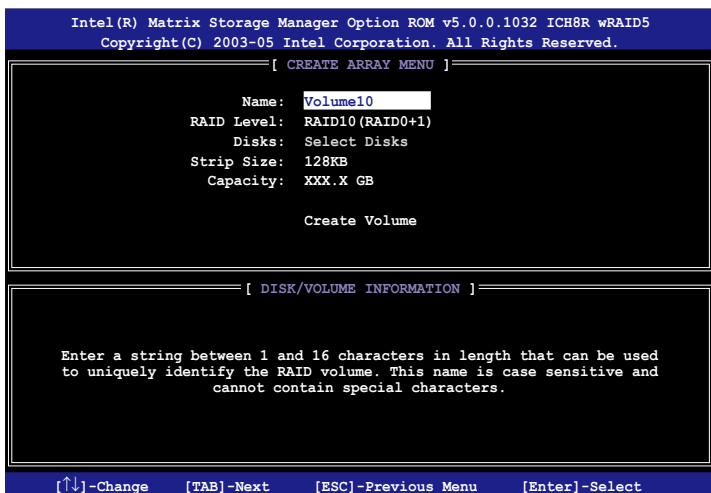 Intel(R) Matrix Storage Manager Option ROM v5.0.0.1032 ICH8R wRAID5
Copyright(C) 2003-05 Intel Corporation. All Rights Reserved.
[ CREATE ARRAY MENU ]
Name: Volume10
RAID Level: RAID10(RAID0+1)
Disks: Select Disks
Strip Size: 128KB
Capacity: XXX.X GB
Create Volume
[ DISK/VOLUME INFORMATION ]
Enter a string between 1 and 16 characters in length that can be used
to uniquely identify the RAID volume. This name is case sensitive and
cannot contain special characters.
[↑↓]-Change [TAB]-Next [ESC]-Previous Menu [Enter]-Select